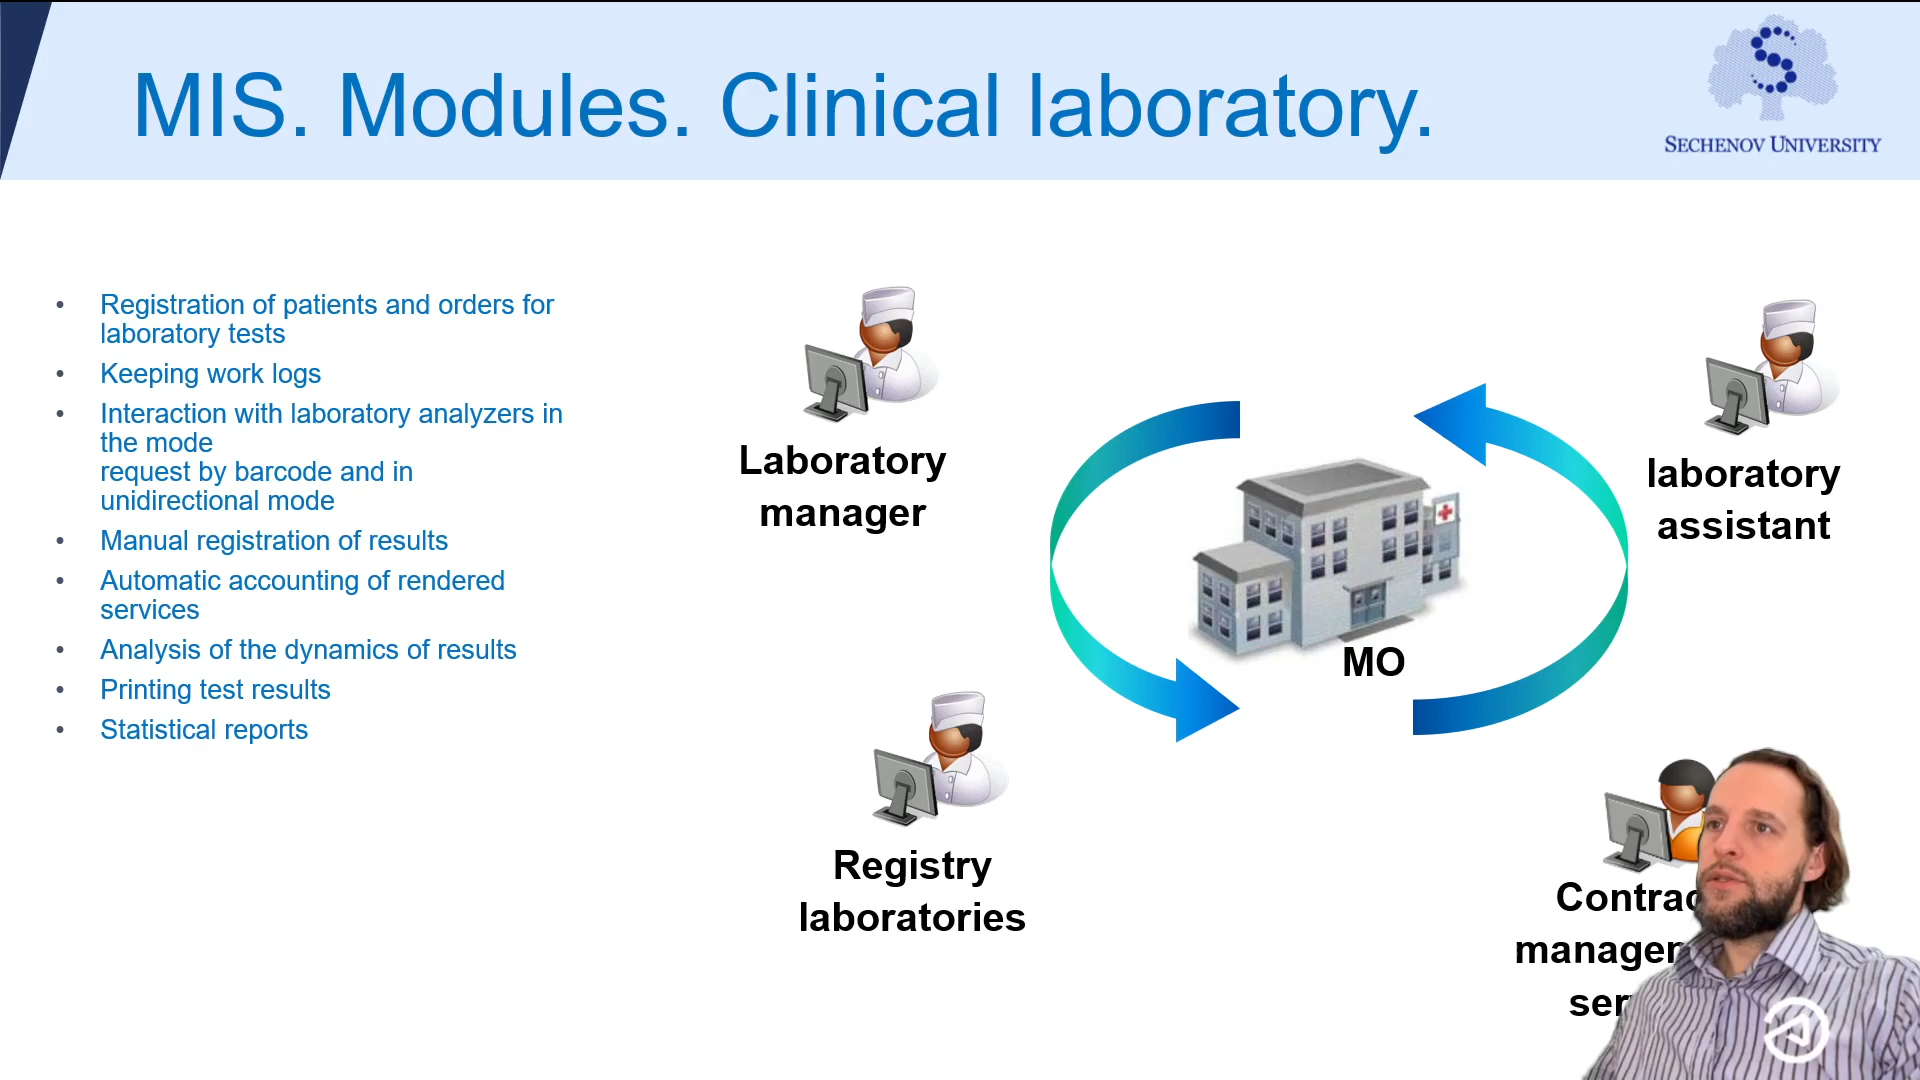 MIS. Modules. Clinical laboratory.
SECHENOV UNIVERSITY
• Registration of patients and orders for
laboratory tests
• Keeping work logs
• Interaction with laboratory analyzers in
the mode
request by barcode and in
unidirectional mode
• Manual registration of results
• Automatic accounting of rendered
services
• Analysis of the dynamics of results
• Printing test results
• Statistical reports
Laboratory
manager
laboratory
assistant
MO
Registry
laboratories